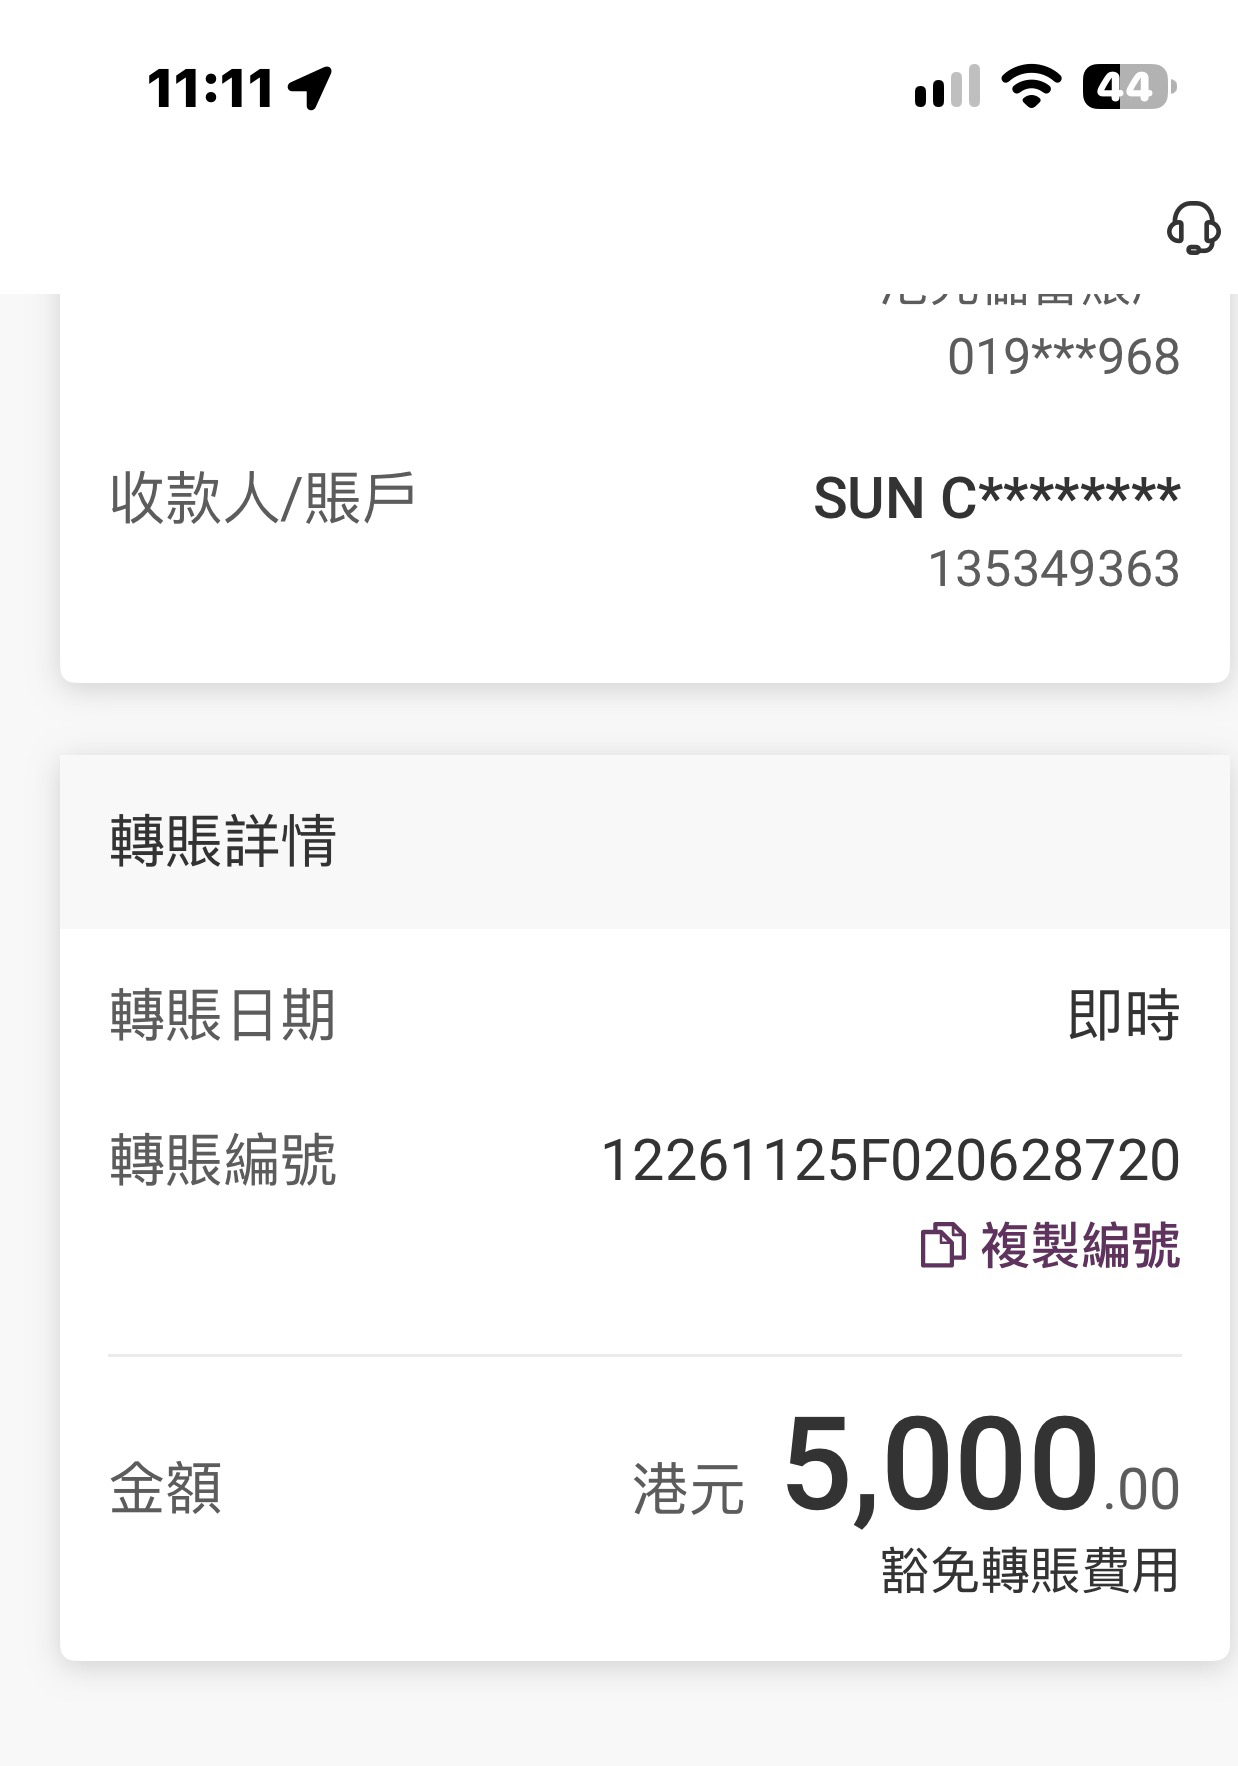 11:11
44
019***968
收款人/賬戶
SUN C********
135349363
轉賬詳情
轉賬日期
即時
轉賬編號
12261125F020628720
複製編號
金額
港元 5,000.00
豁免轉賬費用